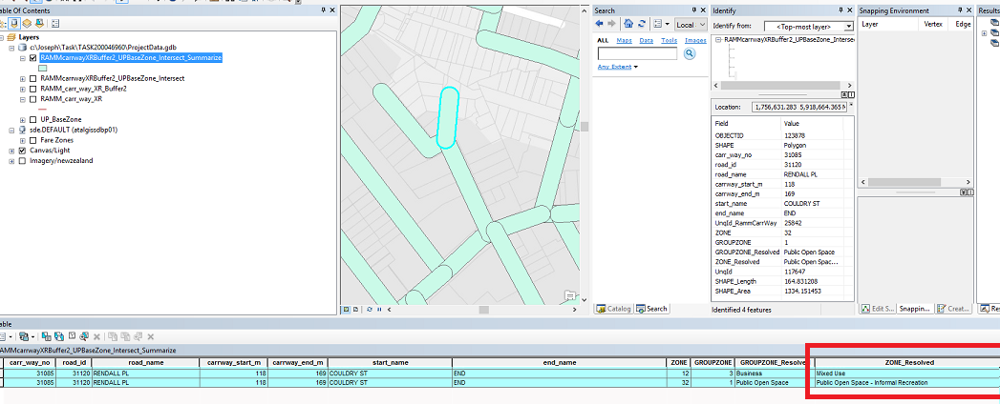 able Of Contents
Layers
c:\Joseph\Task\TASK200046960\ProjectData.gdb
RAMMcarrwayXRBuffer2_UPBaseZone_Intersect_Summarize
RAMMcarrwayXRBuffer2_UPBaseZone_Intersect
RAMM_carr_way_XR_Buffer2
RAMM_carr_way_XR
UP_BaseZone
sde.DEFAULT (atalgissdbp01)
Fare Zones
Canvas/Light
Imagery/newzealand
Search
Local
ALL Maps Data Tools Images
Any Extent
Catalog Search
Identify
Identify from: <Top-most layer>
RAMMcarrwayXRBuffer2_UPBaseZone_Intersec
Location: 1,756,631.283 5,918,664.365 M
Field Value
OBJECTID 123878
SHAPE Polygon
carr_way_no 31085
road_id 31120
road_name RENDALL PL
carrway_start_m 118
carrway_end_m 169
start_name COULDRY ST
end_name END
UnqId_RammCarrWay 25842
ZONE 32
GROUPZONE 1
GROUPZONE_Resolved Public Open Space
ZONE_Resolved Public Open Spac...
UnqId 117647
SHAPE_Length 164.831208
SHAPE_Area 1334.151453
Identified 4 features
Snapping Environment
Layer Vertex Edge
Edit S... Snappin... Creat...
Results
Re
able
AMMcarrwayXRBuffer2_UPBaseZone_Intersect_Summarize
carr_way_no road_id road_name carrway_start_m carrway_end_m start_name end_name ZONE GROUPZONE GROUPZONE_Resolve ZONE_Resolved
31085 31120 RENDALL PL 118 169 COULDRY ST END 12 3 Business Mixed Use
31085 31120 RENDALL PL 118 169 COULDRY ST END 32 1 Public Open Space Public Open Space - Informal Recreation